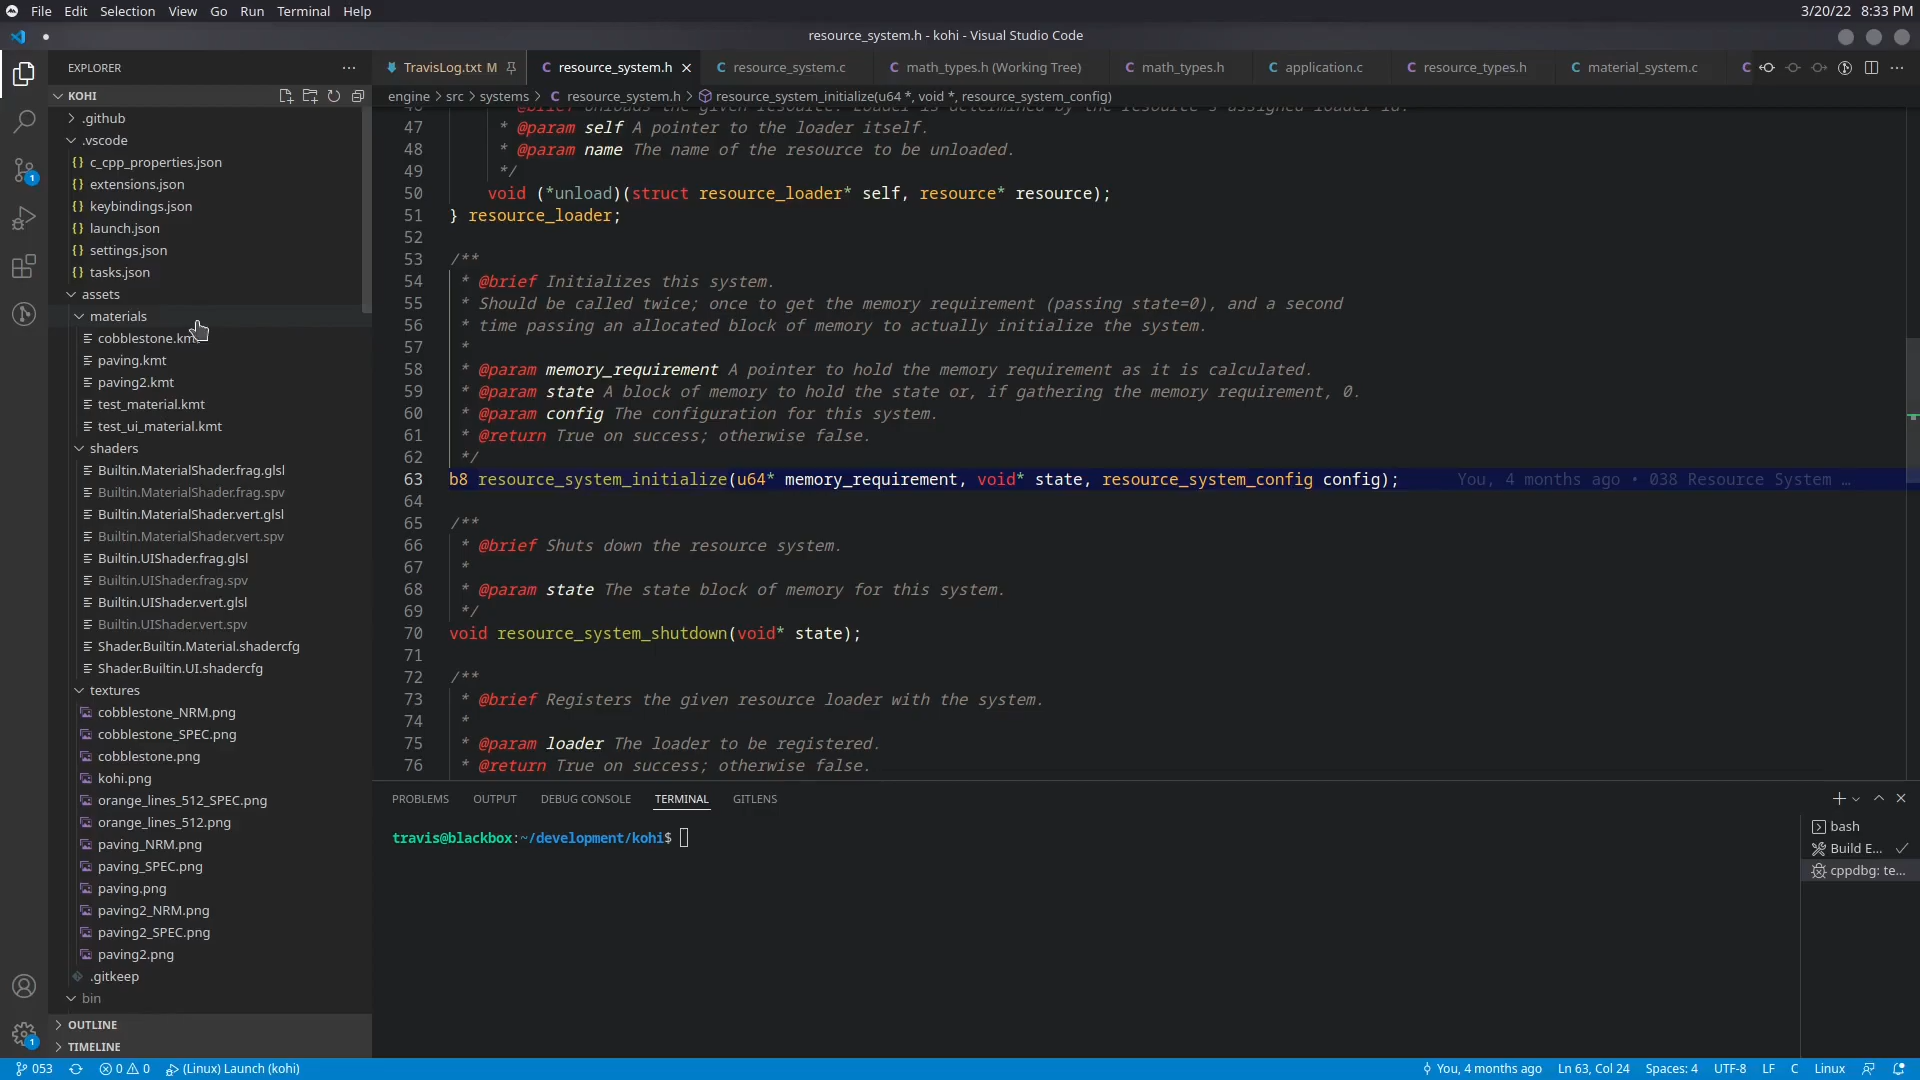 File Edit Selection View Go Run Terminal Help
3/20/22 8:33 PM
resource_system.h - kohi - Visual Studio Code
EXPLORER
TravisLog.txt M
resource_system.h
resource_system.c
math_types.h (Working Tree)
math_types.h
application.c
resource_types.h
material_system.c
KOHI
.github
.vscode
c_cpp_properties.json
extensions.json
keybindings.json
launch.json
settings.json
tasks.json
assets
materials
cobblestone.kmt
paving.kmt
paving2.kmt
test_material.kmt
test_ui_material.kmt
shaders
Builtin.MaterialShader.frag.glsl
Builtin.MaterialShader.frag.spv
Builtin.MaterialShader.vert.glsl
Builtin.MaterialShader.vert.spv
Builtin.UIShader.frag.glsl
Builtin.UIShader.frag.spv
Builtin.UIShader.vert.glsl
Builtin.UIShader.vert.spv
Shader.Builtin.Material.shadercfg
Shader.Builtin.UI.shadercfg
textures
cobblestone_NRM.png
cobblestone_SPEC.png
cobblestone.png
kohi.png
orange_lines_512_SPEC.png
orange_lines_512.png
paving_NRM.png
paving_SPEC.png
paving.png
paving2_NRM.png
paving2_SPEC.png
paving2.png
.gitkeep
bin
OUTLINE
TIMELINE
engine > src > systems > C resource_system.h > resource_system_initialize(u64 *, void *, resource_system_config)
47 * @param self A pointer to the loader itself.
48 * @param name The name of the resource to be unloaded.
49 */
50 void (*unload)(struct resource_loader* self, resource* resource);
51 } resource_loader;
52
53 /**
54 * @brief Initializes this system.
55 * Should be called twice; once to get the memory requirement (passing state=0), and a second
56 * time passing an allocated block of memory to actually initialize the system.
57 *
58 * @param memory_requirement A pointer to hold the memory requirement as it is calculated.
59 * @param state A block of memory to hold the state or, if gathering the memory requirement, 0.
60 * @param config The configuration for this system.
61 * @return True on success; otherwise false.
62 */
63 b8 resource_system_initialize(u64* memory_requirement, void* state, resource_system_config config); You, 4 months ago • 038 Resource System …
64
65 /**
66 * @brief Shuts down the resource system.
67 *
68 * @param state The state block of memory for this system.
69 */
70 void resource_system_shutdown(void* state);
71
72 /**
73 * @brief Registers the given resource loader with the system.
74 *
75 * @param loader The loader to be registered.
76 * @return True on success; otherwise false.
PROBLEMS OUTPUT DEBUG CONSOLE TERMINAL GITLENS
travis@blackbox:~/development/kohi$
bash
Build E...
cppdbg: te...
053
0 0
(Linux) Launch (kohi)
You, 4 months ago Ln 63, Col 24 Spaces: 4 UTF-8 LF C Linux